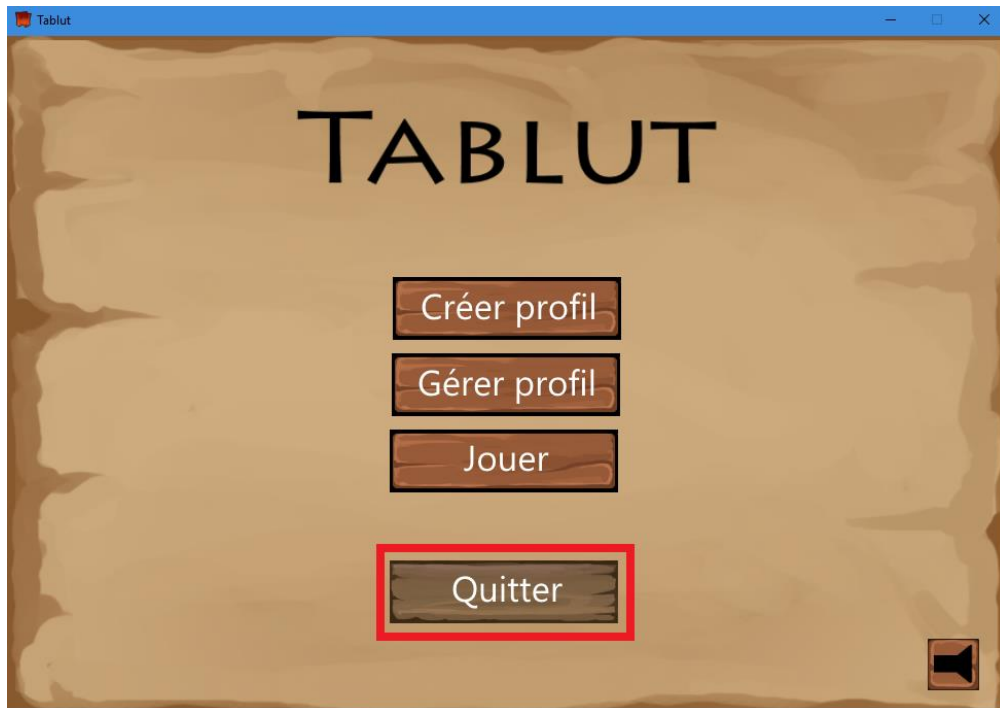 Tablut
TABLUT
Créer profil
Gérer profil
Jouer
Quitter